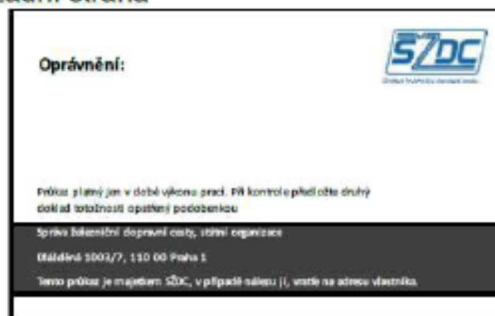 Oprávnění:
SŽDC
Průkaz platný jen v době výkonu prací. Při kontrole předložte druhý
doklad totožnosti opatřený podobenkou
Správa železniční dopravní cesty, státní organizace
Dlážděná 1003/7, 110 00 Praha 1
Tento průkaz je majetkem SŽDC, v případě nálezu jí, vraťte na adresu vlastníka.